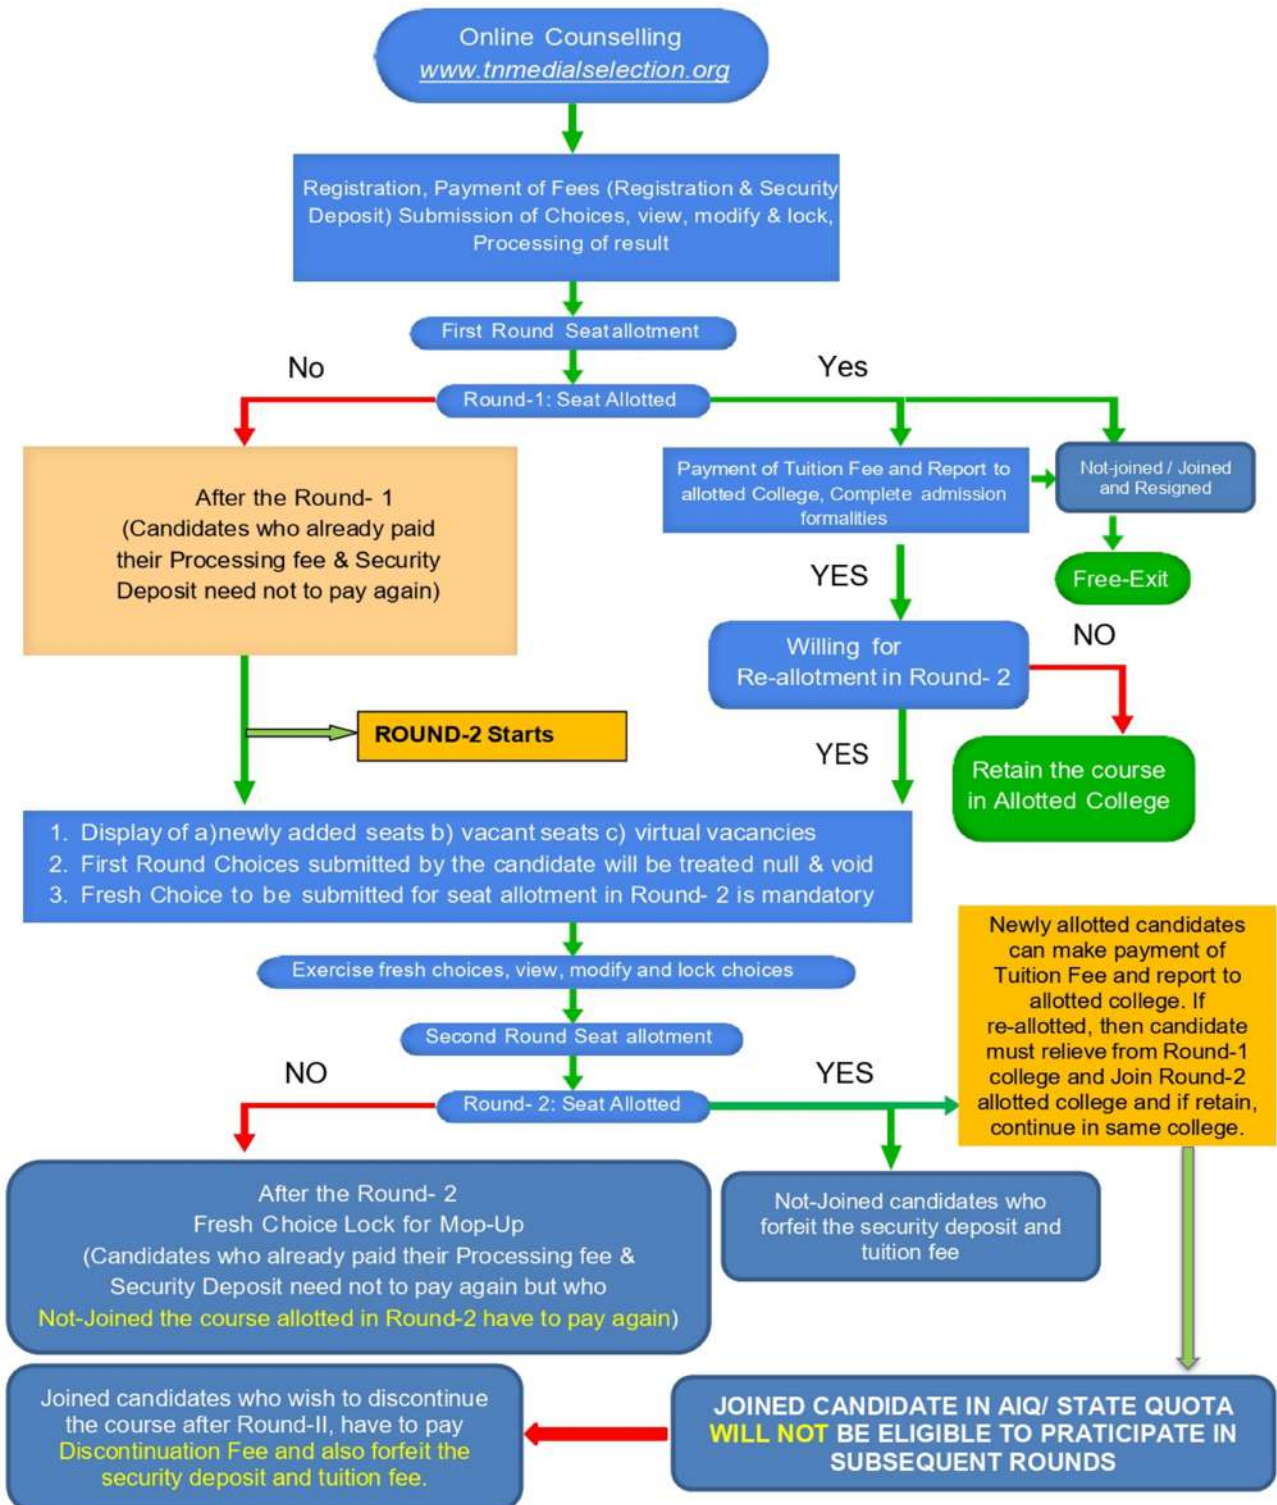 Online Counselling
www.tnmedialselection.org
Registration, Payment of Fees (Registration & Security
Deposit) Submission of Choices, view, modify & lock,
Processing of result
First Round Seat allotment
No
Yes
Round-1: Seat Allotted
After the Round- 1
(Candidates who already paid
their Processing fee & Security
Deposit need not to pay again)
Payment of Tuition Fee and Report to
allotted College, Complete admission
formalities
Not-joined / Joined
and Resigned
Free-Exit
YES
Willing for
Re-allotment in Round- 2
NO
ROUND-2 Starts
YES
Retain the course
in Allotted College
1. Display of a)newly added seats b) vacant seats c) virtual vacancies
2. First Round Choices submitted by the candidate will be treated null & void
3. Fresh Choice to be submitted for seat allotment in Round- 2 is mandatory
Exercise fresh choices, view, modify and lock choices
Second Round Seat allotment
NO
YES
Round- 2: Seat Allotted
Newly allotted candidates
can make payment of
Tuition Fee and report to
allotted college. If
re-allotted, then candidate
must relieve from Round-1
college and Join Round-2
allotted college and if retain,
continue in same college.
After the Round- 2
Fresh Choice Lock for Mop-Up
(Candidates who already paid their Processing fee &
Security Deposit need not to pay again but who
Not-Joined the course allotted in Round-2 have to pay again)
Not-Joined candidates who
forfeit the security deposit and
tuition fee
Joined candidates who wish to discontinue
the course after Round-II, have to pay
Discontinuation Fee and also forfeit the
security deposit and tuition fee.
JOINED CANDIDATE IN AIQ/ STATE QUOTA
WILL NOT BE ELIGIBLE TO PRATICIPATE IN
SUBSEQUENT ROUNDS